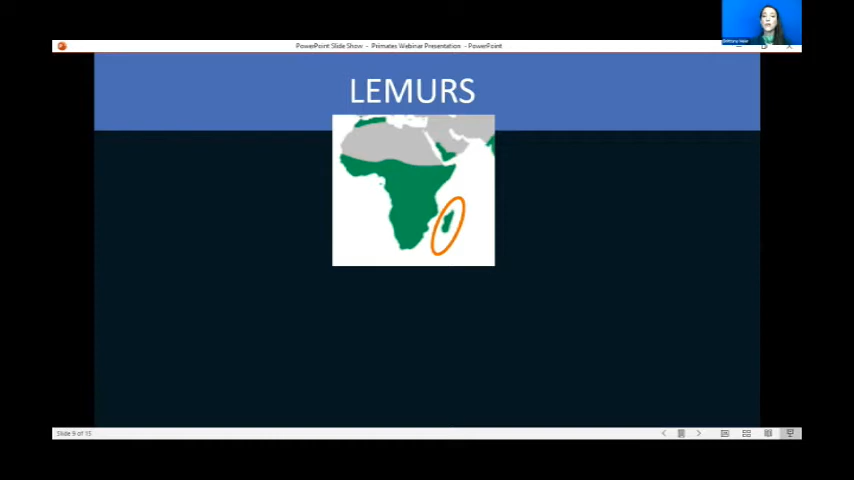 PowerPoint Slide Show - Primates Webinar Presentation - PowerPoint
LEMURS
Slide 9 of 15